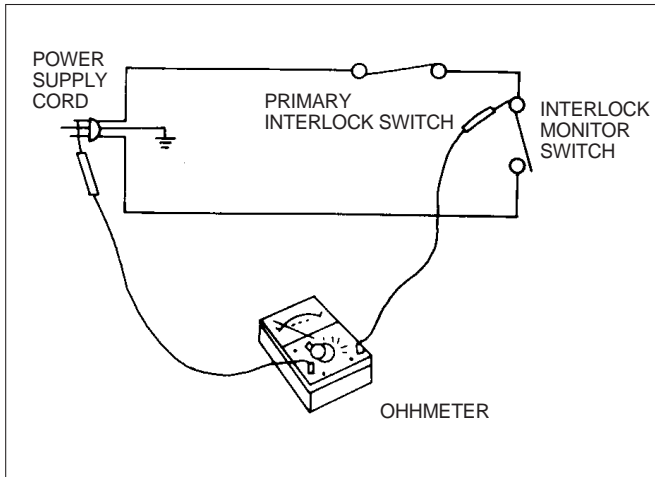 POWER
SUPPLY
CORD
PRIMARY
INTERLOCK SWITCH
INTERLOCK
MONITOR
SWITCH
OHHMETER